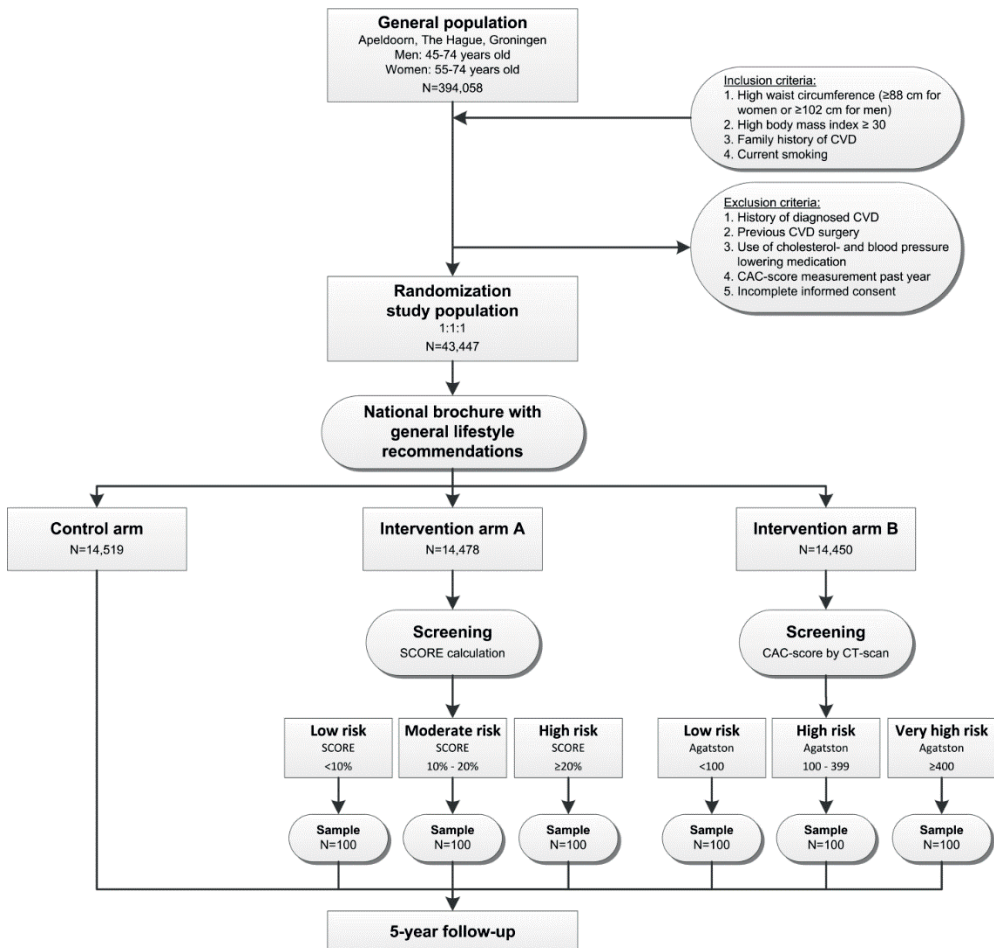 General population
Apeldoorn, The Hague, Groningen
Men: 45-74 years old
Women: 55-74 years old
N=394,058
Inclusion criteria:
1. High waist circumference (≥88 cm for
women or ≥102 cm for men)
2. High body mass index ≥ 30
3. Family history of CVD
4. Current smoking
Exclusion criteria:
1. History of diagnosed CVD
2. Previous CVD surgery
3. Use of cholesterol- and blood pressure
lowering medication
4. CAC-score measurement past year
5. Incomplete informed consent
Randomization
study population
1:1:1
N=43,447
National brochure with
general lifestyle
recommendations
Control arm
N=14,519
Intervention arm A
N=14,478
Intervention arm B
N=14,450
Screening
SCORE calculation
Screening
CAC-score by CT-scan
Low risk
SCORE
<10%
Moderate risk
SCORE
10% - 20%
High risk
SCORE
≥20%
Low risk
Agatston
<100
High risk
Agatston
100 - 399
Very high risk
Agatston
≥400
Sample
N=100
Sample
N=100
Sample
N=100
Sample
N=100
Sample
N=100
Sample
N=100
5-year follow-up